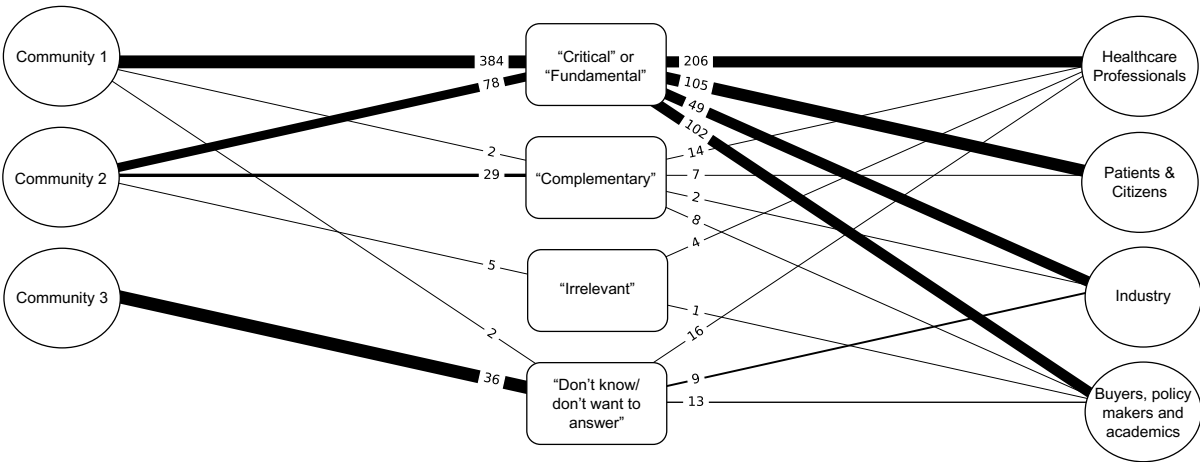 Community 1
Community 2
Community 3
384
78
2
29
5
2
36
“Critical” or
“Fundamental”
“Complementary”
“Irrelevant”
“Don’t know/
don’t want to
answer”
206
105
49
102
14
7
2
8
4
1
16
9
13
Healthcare
Professionals
Patients &
Citizens
Industry
Buyers, policy
makers and
academics